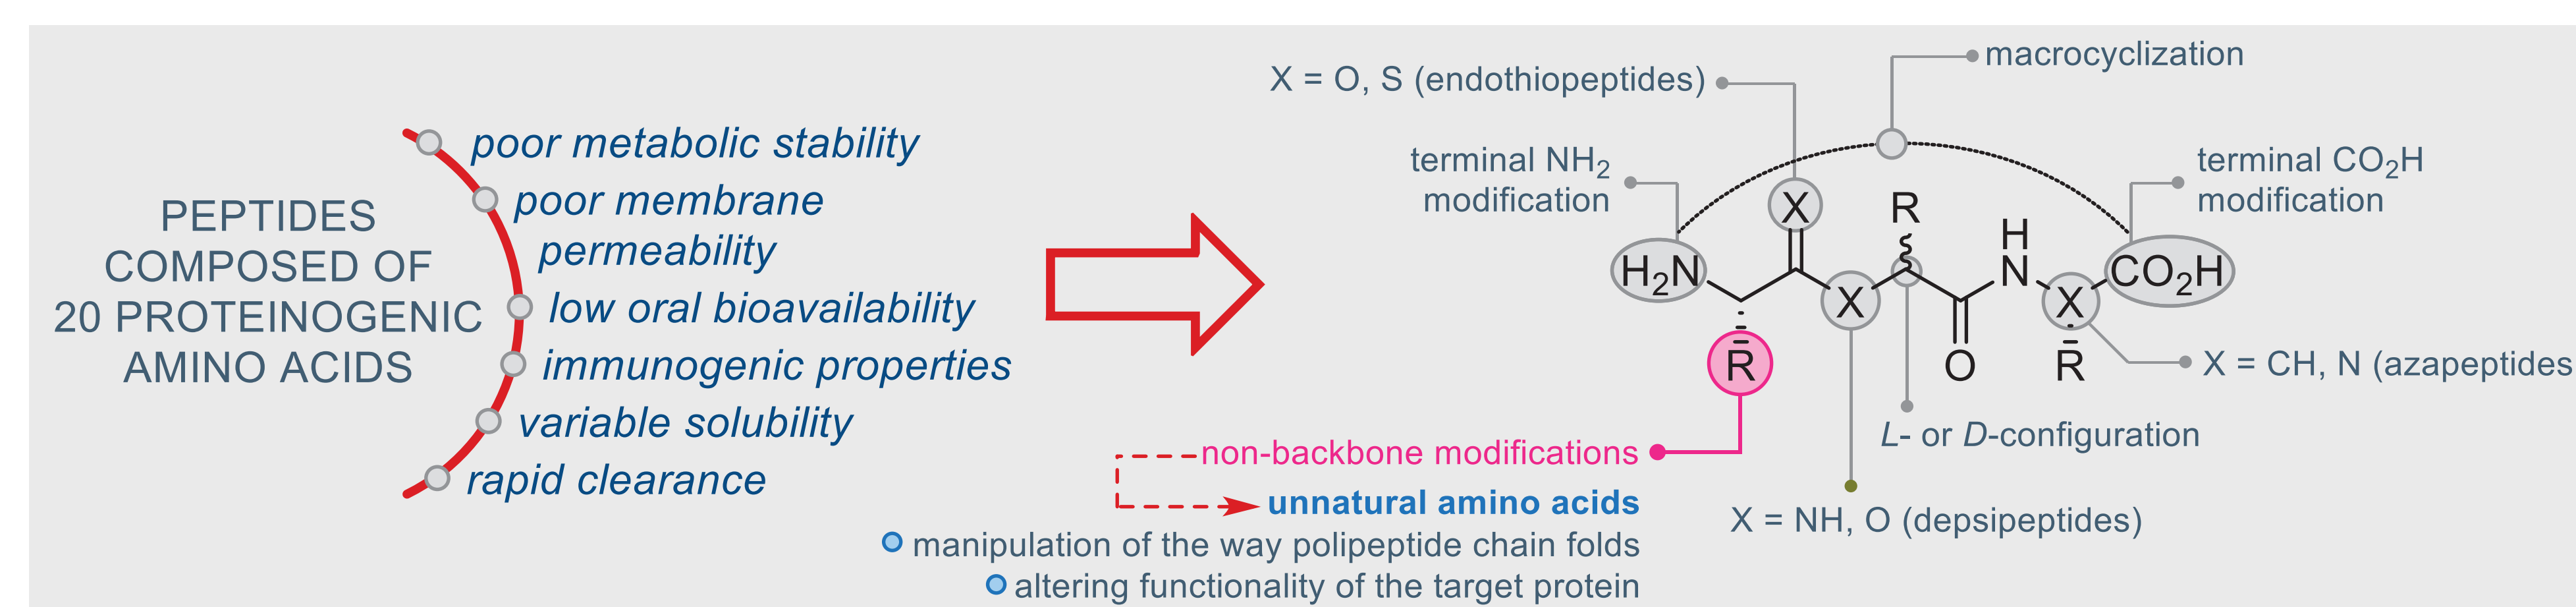 PEPTIDES
COMPOSED OF
20 PROTEINOGENIC
AMINO ACIDS
poor metabolic stability
poor membrane
permeability
low oral bioavailability
immunogenic properties
variable solubility
rapid clearance
macrocyclization
X = O, S (endothiopeptides)
terminal NH2
modification
terminal CO2H
modification
X
R
H
H2N
X
N
X
CO2H
R
O
R
X = CH, N (azapeptides
L- or D-configuration
non-backbone modifications
unnatural amino acids
X = NH, O (depsipeptides)
manipulation of the way polipeptide chain folds
altering functionality of the target protein